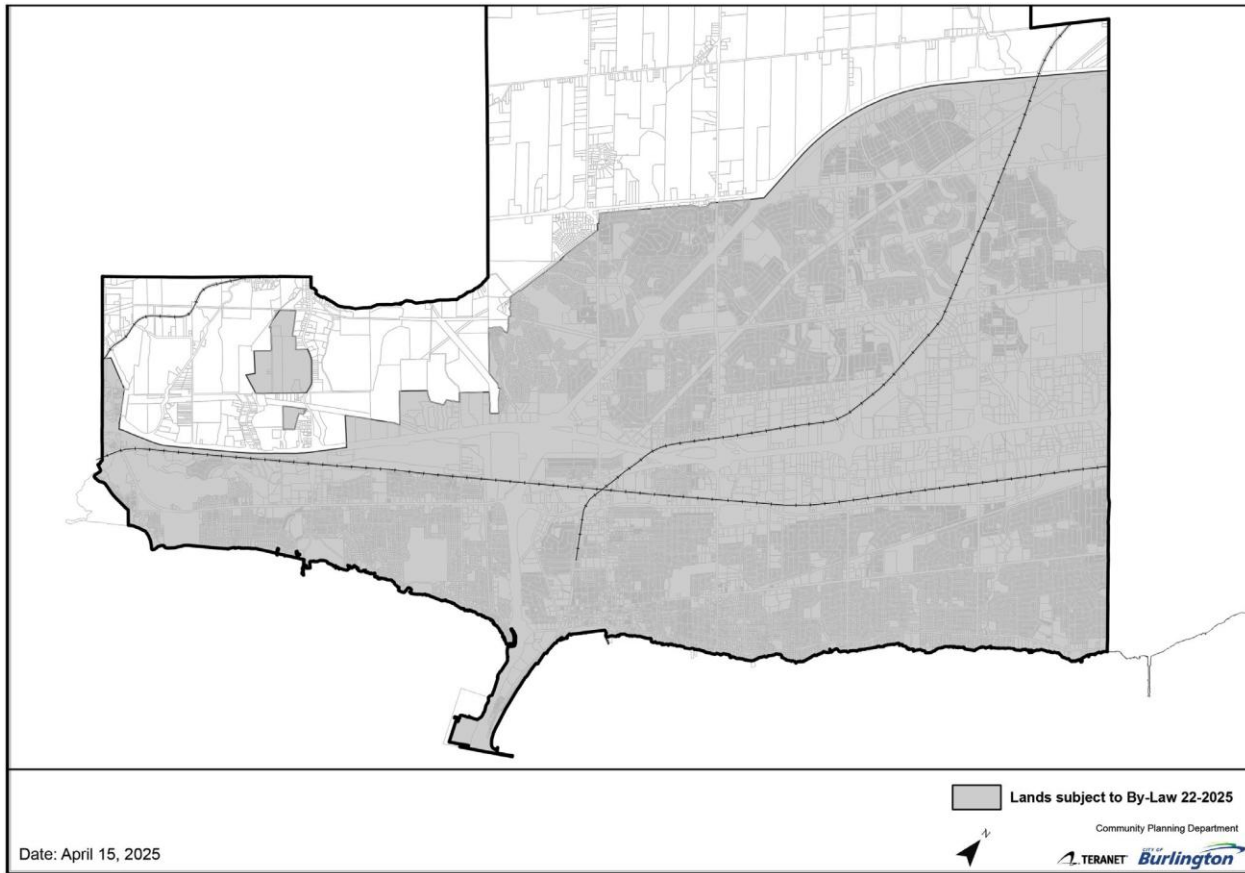 Lands subject to By-Law 22-2025
N
Community Planning Department
Date: April 15, 2025
TERANET
CITY OF
Burlington